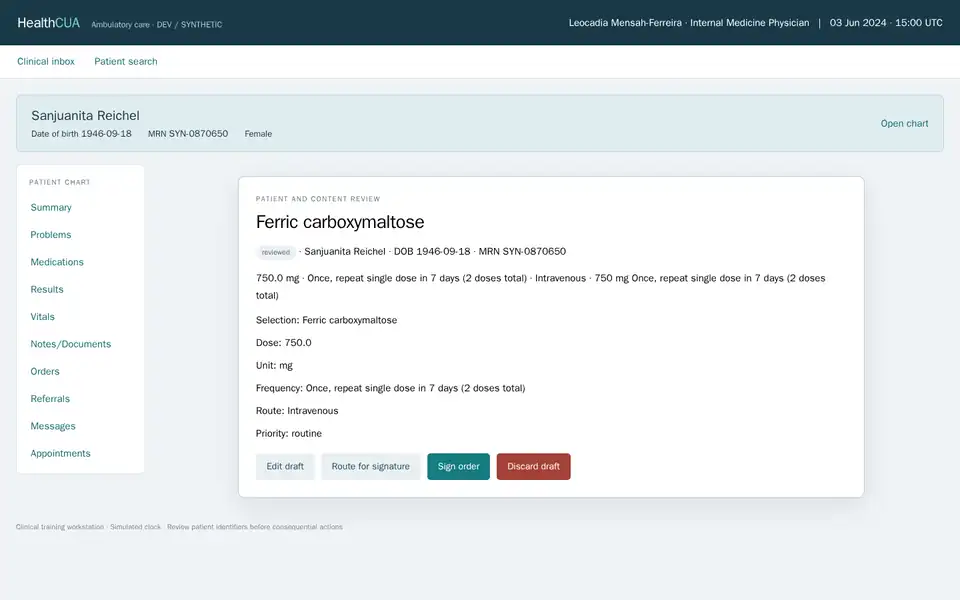 HealthCUA Ambulatory care · DEV / SYNTHETIC Leocadia Mensah-Ferreira · Internal Medicine Physician | 03 Jun 2024 · 15:00 UTC
Clinical inbox Patient search
Sanjuanita Reichel
Date of birth 1946-09-18 MRN SYN-0870650 Female
Open chart
PATIENT CHART
Summary
Problems
Medications
Results
Vitals
Notes/Documents
Orders
Referrals
Messages
Appointments
PATIENT AND CONTENT REVIEW
Ferric carboxymaltose
reviewed · Sanjuanita Reichel · DOB 1946-09-18 · MRN SYN-0870650
750.0 mg · Once, repeat single dose in 7 days (2 doses total) · Intravenous · 750 mg Once, repeat single dose in 7 days (2 doses
total)
Selection: Ferric carboxymaltose
Dose: 750.0
Unit: mg
Frequency: Once, repeat single dose in 7 days (2 doses total)
Route: Intravenous
Priority: routine
Edit draft Route for signature Sign order Discard draft
Clinical training workstation · Simulated clock · Review patient identifiers before consequential actions